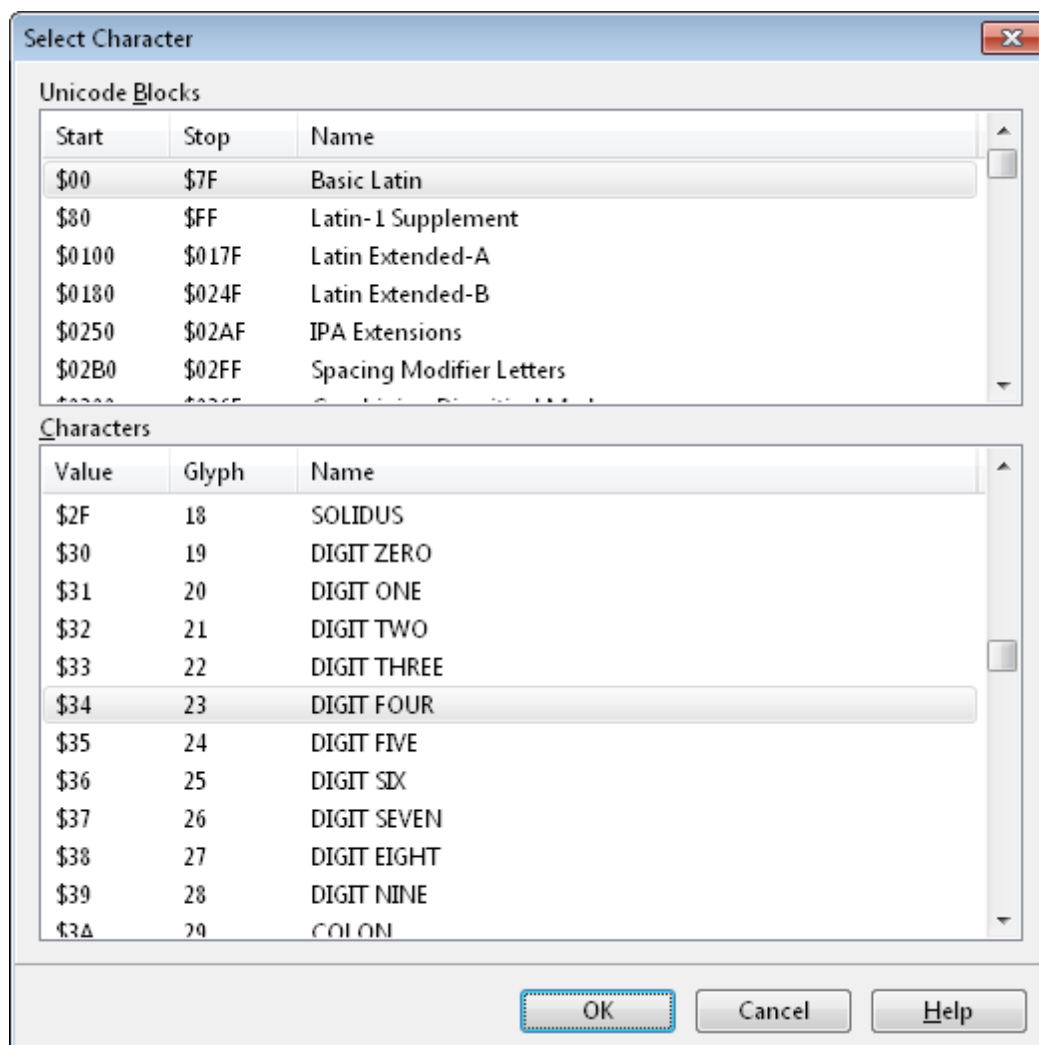 Select Character
Unicode Blocks
Start Stop Name
$00 $7F Basic Latin
$80 $FF Latin-1 Supplement
$0100 $017F Latin Extended-A
$0180 $024F Latin Extended-B
$0250 $02AF IPA Extensions
$02B0 $02FF Spacing Modifier Letters
Characters
Value Glyph Name
$2F 18 SOLIDUS
$30 19 DIGIT ZERO
$31 20 DIGIT ONE
$32 21 DIGIT TWO
$33 22 DIGIT THREE
$34 23 DIGIT FOUR
$35 24 DIGIT FIVE
$36 25 DIGIT SIX
$37 26 DIGIT SEVEN
$38 27 DIGIT EIGHT
$39 28 DIGIT NINE
$3A 29 COLON
OK Cancel Help